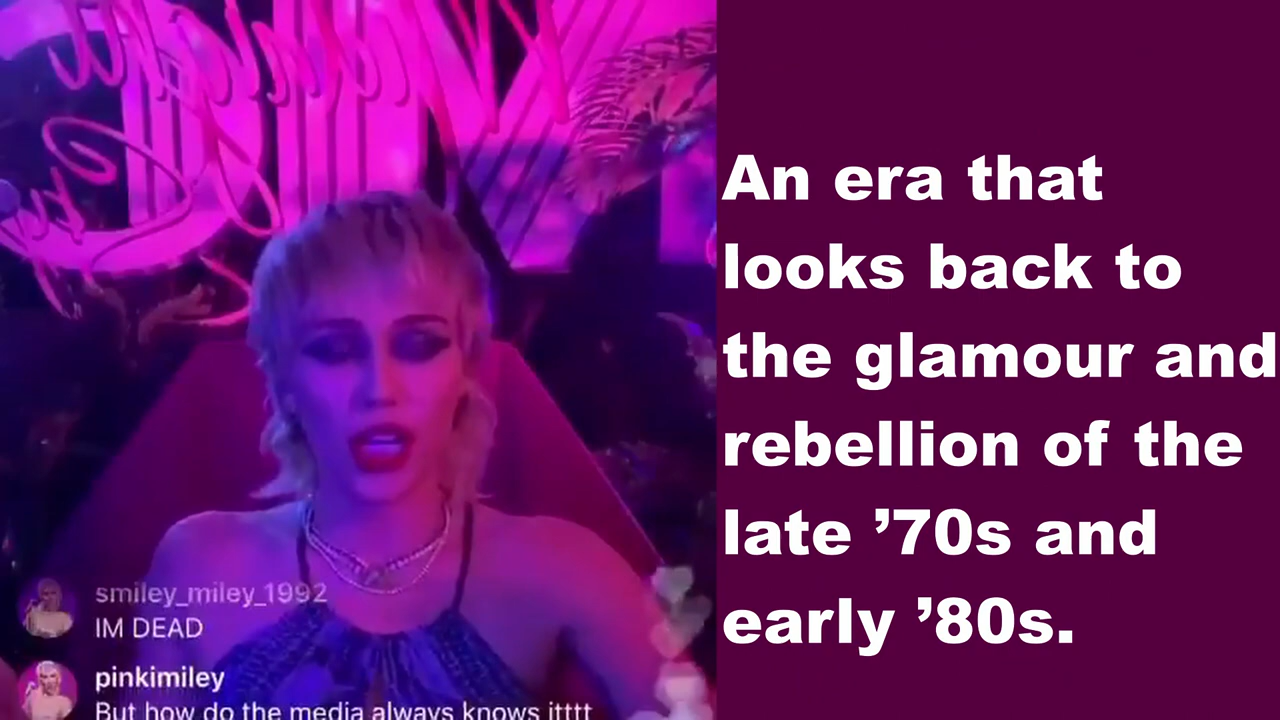 smiley_miley_1992
IM DEAD
pinkimiley
But how do the media always knows itttt
An era that
looks back to
the glamour and
rebellion of the
late ’70s and
early ’80s.